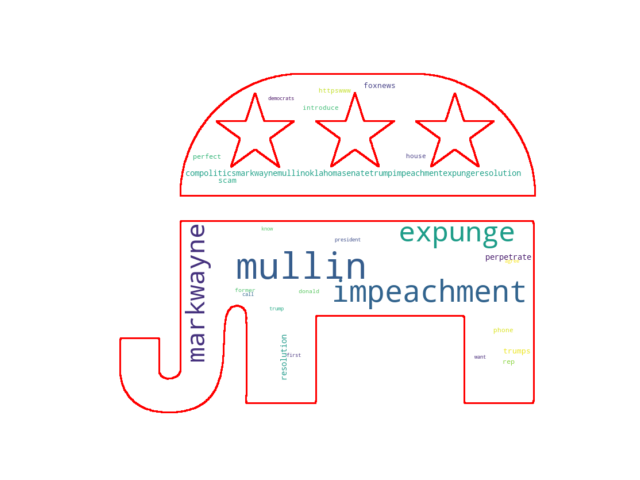 foxnews
httpswww
democrats
introduce
perfect
house
compoliticsmarkwaynemullinoklahomasenatetrumpimpeachmentexpungeresolution
scam
markwayne
know
expunge
president
mullin
perpetrate
impeachment
former
call
donald
trump
phone
resolution
first
trumps
want
rep